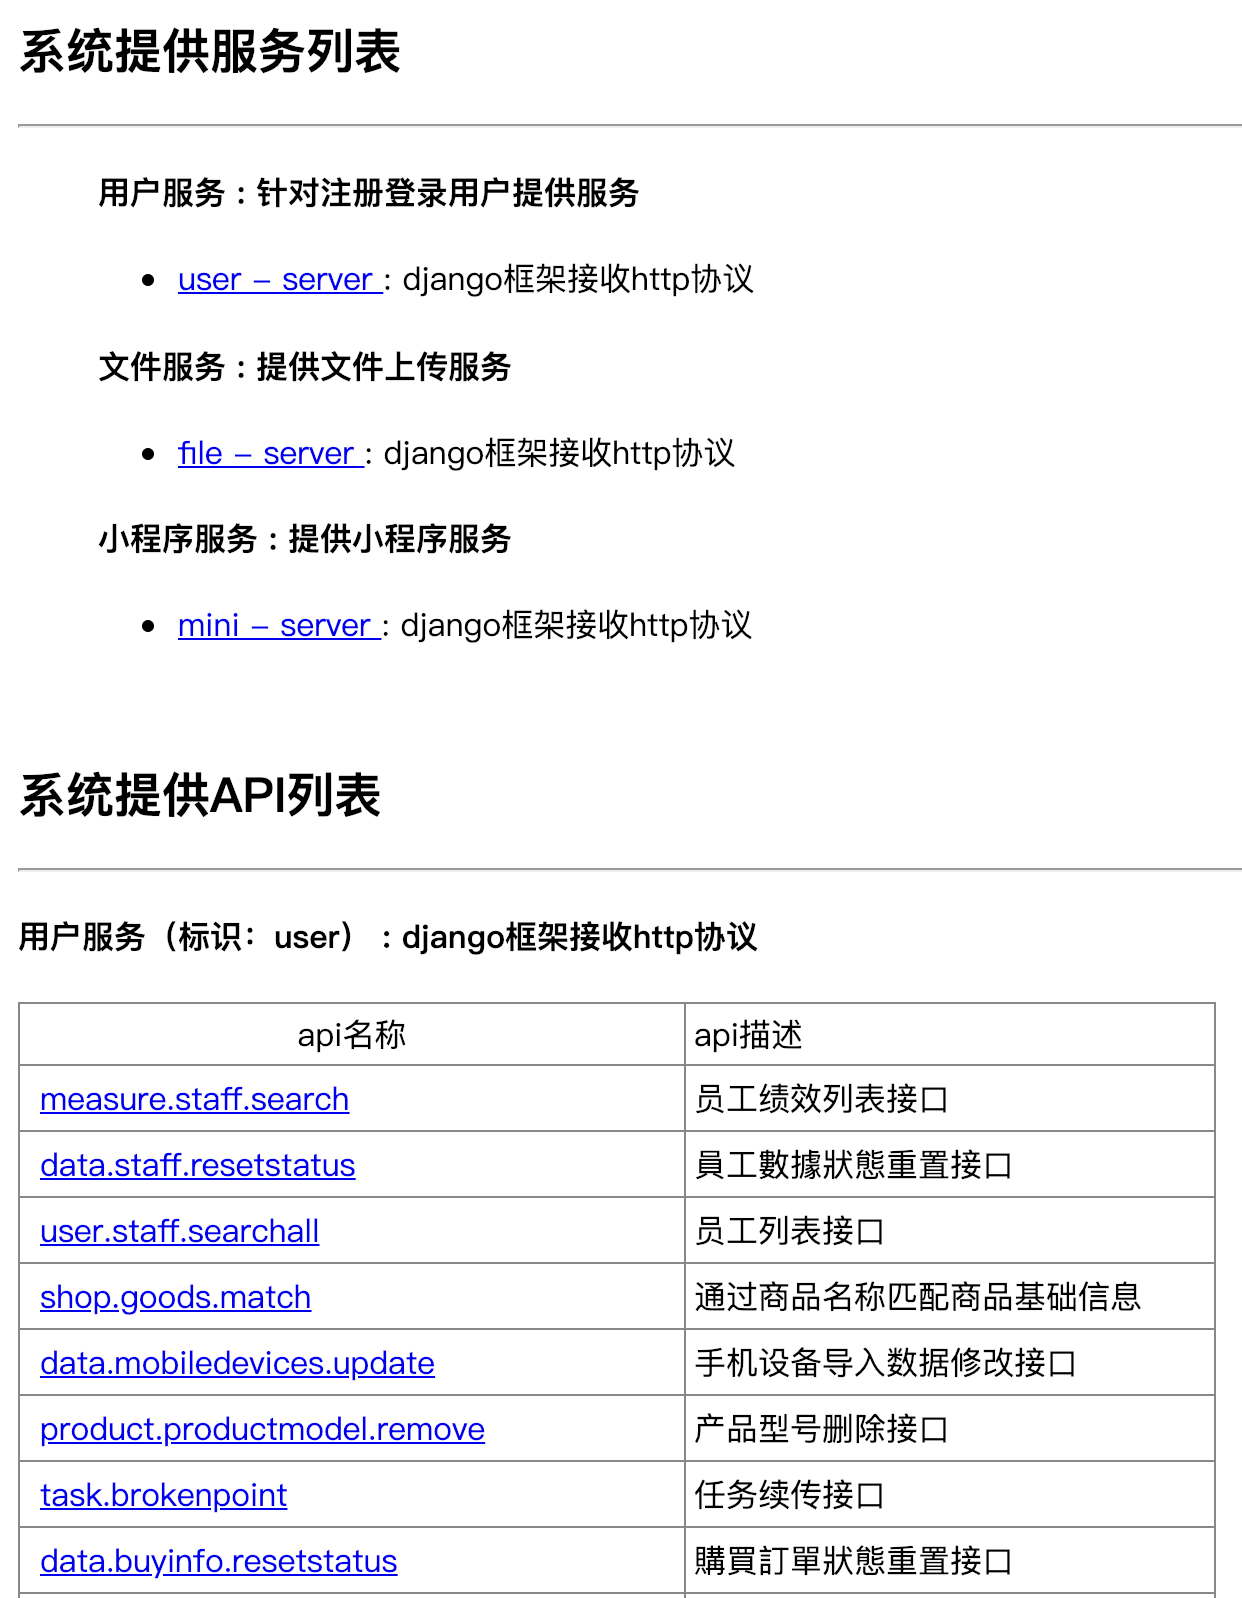 系统提供服务列表
用户服务：针对注册登录用户提供服务
user - server : django框架接收http协议
文件服务：提供文件上传服务
file - server : django框架接收http协议
小程序服务：提供小程序服务
mini - server : django框架接收http协议
系统提供API列表
用户服务（标识：user）：django框架接收http协议
api名称 api描述
measure.staff.search 员工绩效列表接口
data.staff.resetstatus 員工數據狀態重置接口
user.staff.searchall 员工列表接口
shop.goods.match 通过商品名称匹配商品基础信息
data.mobiledevices.update 手机设备导入数据修改接口
product.productmodel.remove 产品型号删除接口
task.brokenpoint 任务续传接口
data.buyinfo.resetstatus 購買訂單狀態重置接口